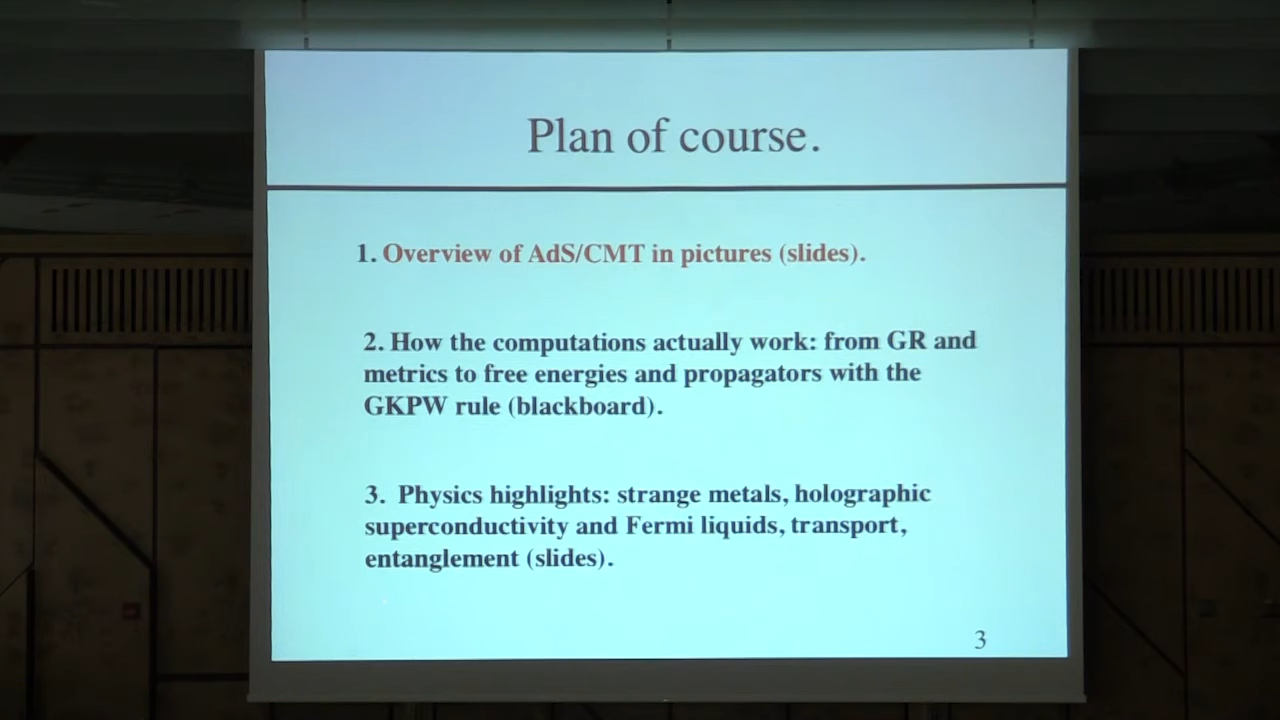 Plan of course.
1. Overview of AdS/CMT in pictures (slides).
2. How the computations actually work: from GR and
metrics to free energies and propagators with the
GKPW rule (blackboard).
3. Physics highlights: strange metals, holographic
superconductivity and Fermi liquids, transport,
entanglement (slides).
3